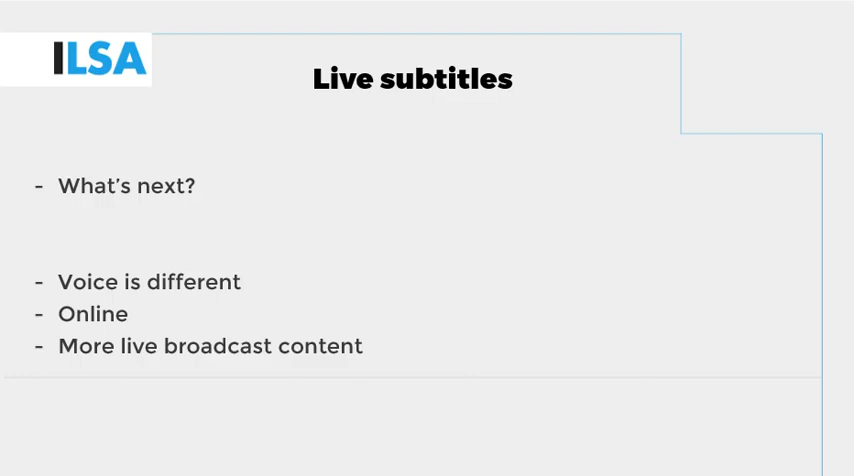 ILSA
Live subtitles
- What's next?
- Voice is different
- Online
- More live broadcast content